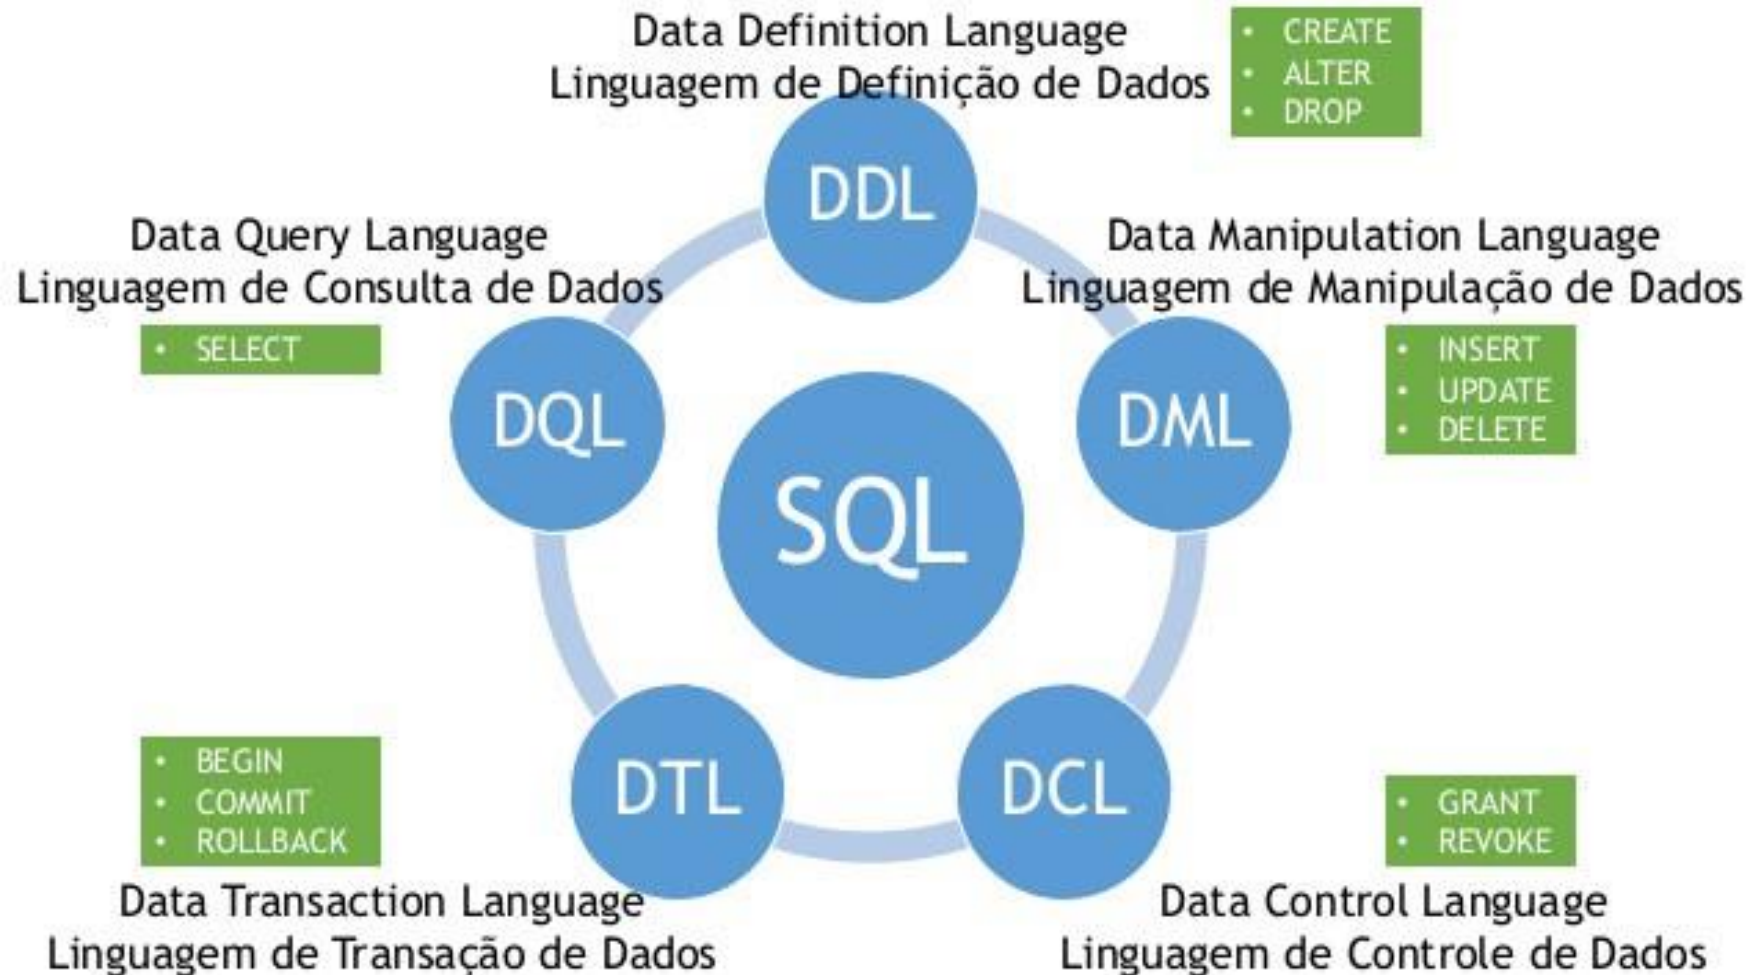 Data Definition Language
Linguagem de Definição de Dados
• CREATE
• ALTER
• DROP
DDL
Data Query Language
Linguagem de Consulta de Dados
• SELECT
DQL
Data Manipulation Language
Linguagem de Manipulação de Dados
• INSERT
• UPDATE
• DELETE
DML
SQL
• BEGIN
• COMMIT
• ROLLBACK
DTL
Data Transaction Language
Linguagem de Transação de Dados
DCL
• GRANT
• REVOKE
Data Control Language
Linguagem de Controle de Dados